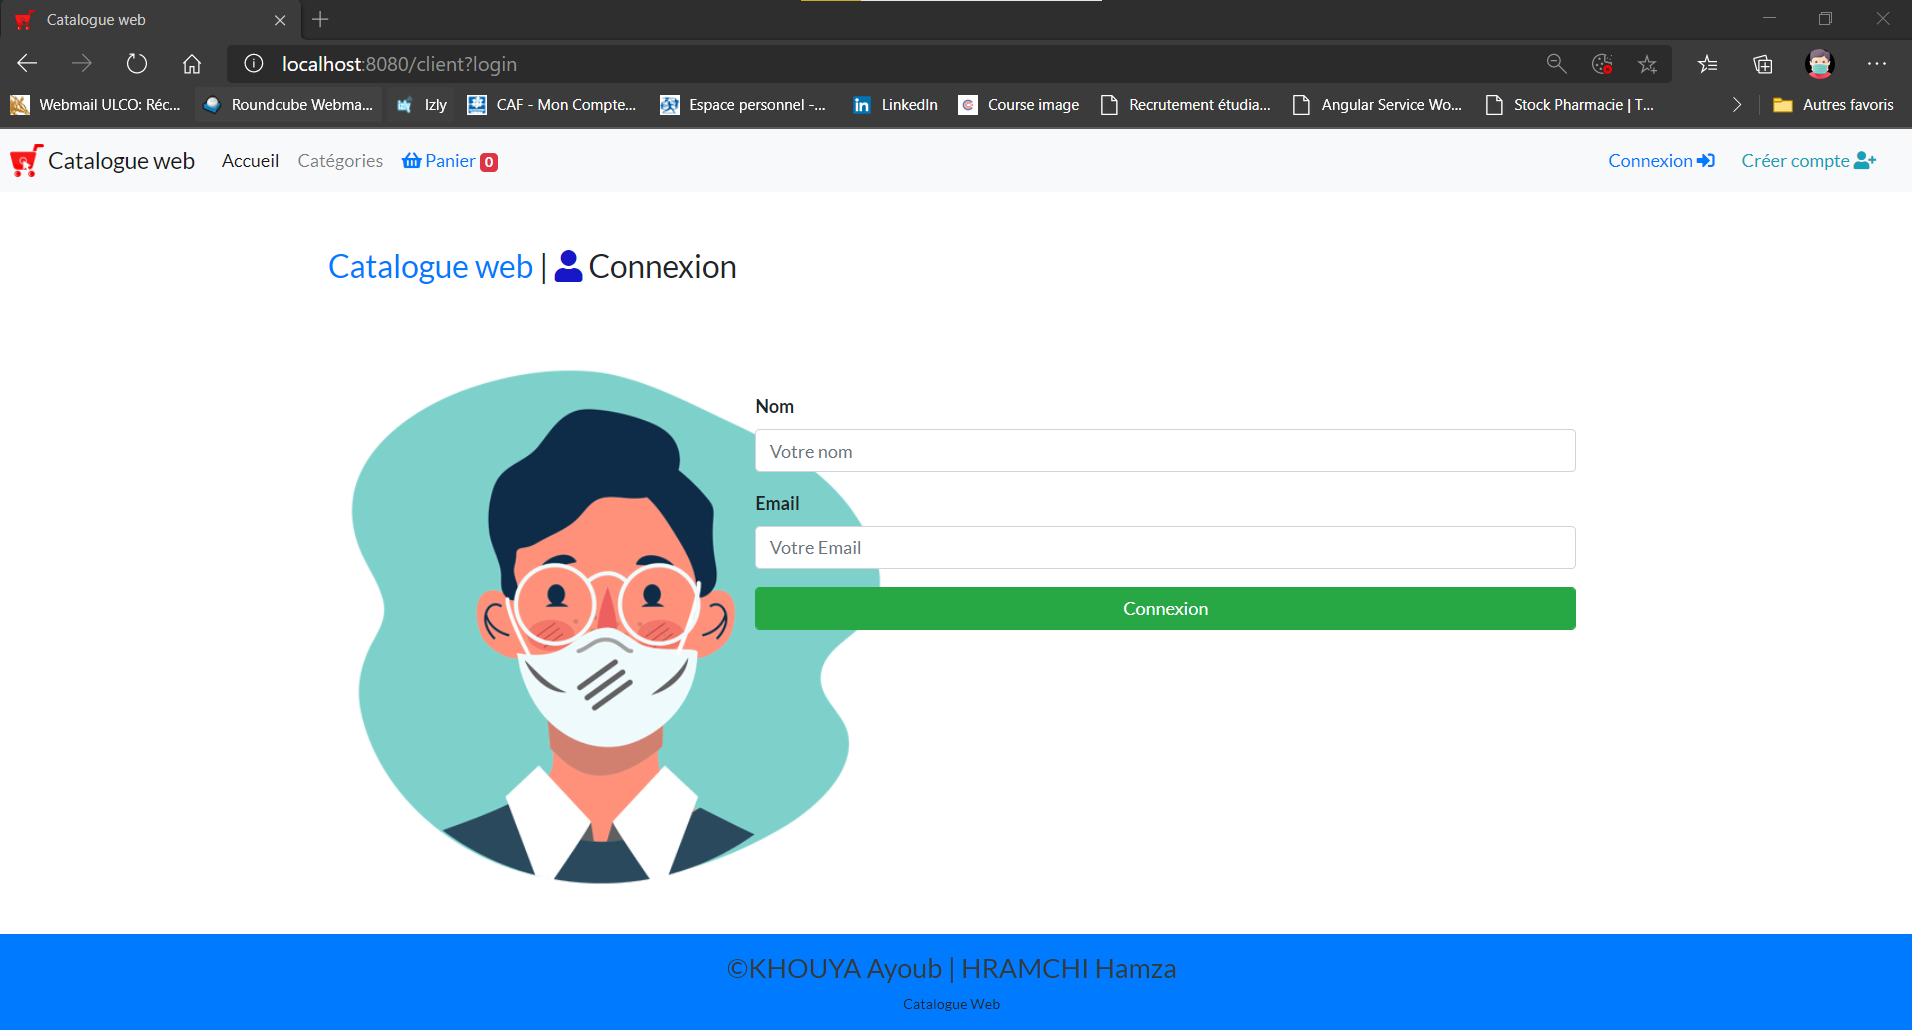 Catalogue web
localhost:8080/client?login
Webmail ULCO: Réc... Roundcube Webma... Izly CAF - Mon Compte... Espace personnel -... LinkedIn Course image Recrutement étudia... Angular Service Wo... Stock Pharmacie | T... Autres favoris
Catalogue web Accueil Catégories Panier 0 Connexion Créer compte
Catalogue web | Connexion
Nom
Votre nom
Email
Votre Email
Connexion
©KHOUYA Ayoub | HRAMCHI Hamza
Catalogue Web